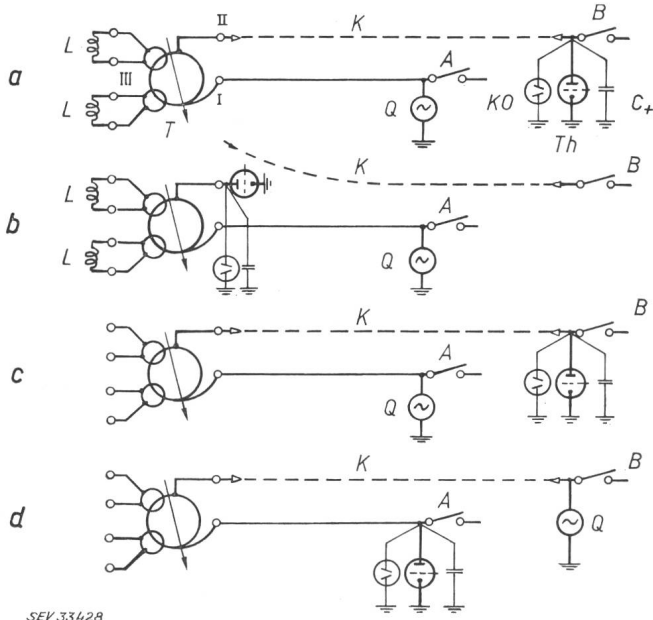 II K B
L A
a III I
Q KO C+
L T Th
K B
L A
b
Q
L
K B
A
c
Q
K B
A
d Q
SEV 33428